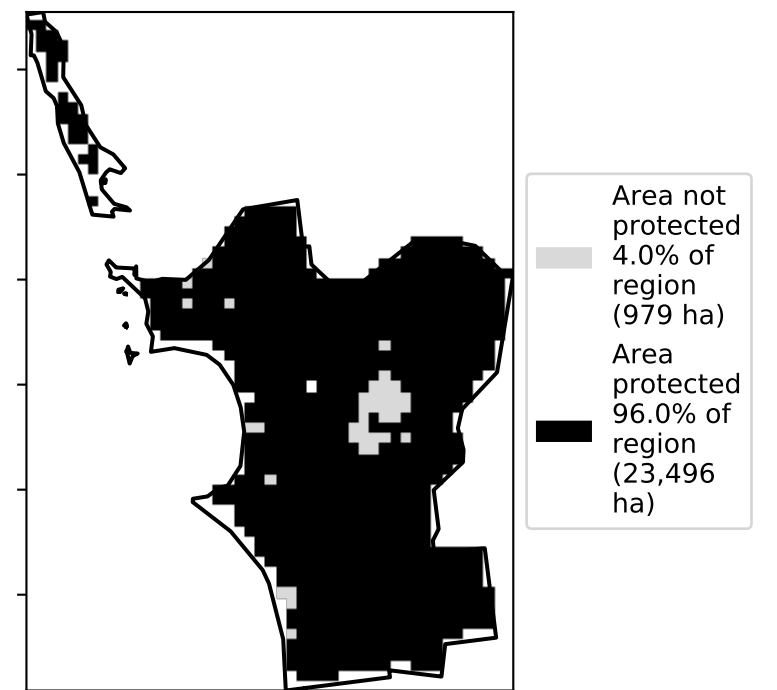 Area not
protected
4.0% of
region
(979 ha)
Area
protected
96.0% of
region
(23,496
ha)